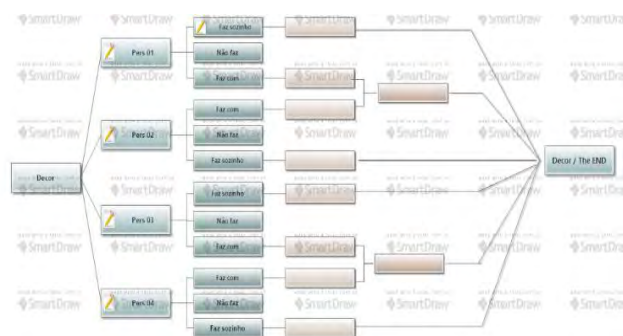 Decor
Pers 01
Faz sozinho
Não faz
Faz com
Pers 02
Faz com
Não faz
Faz sozinho
Pers 03
Faz sozinho
Não faz
Faz com
Pers 04
Faz com
Não faz
Faz sozinho
Decor / The END
SmartDraw